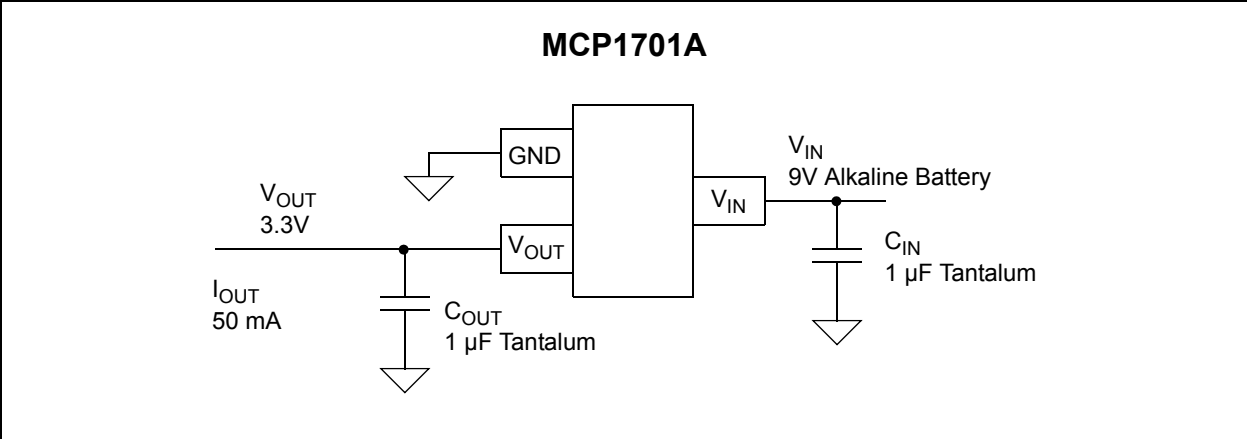 MCP1701A
GND
V_IN
9V Alkaline Battery
V_OUT
3.3V
V_IN
V_OUT
C_IN
1 µF Tantalum
I_OUT
50 mA
C_OUT
1 µF Tantalum